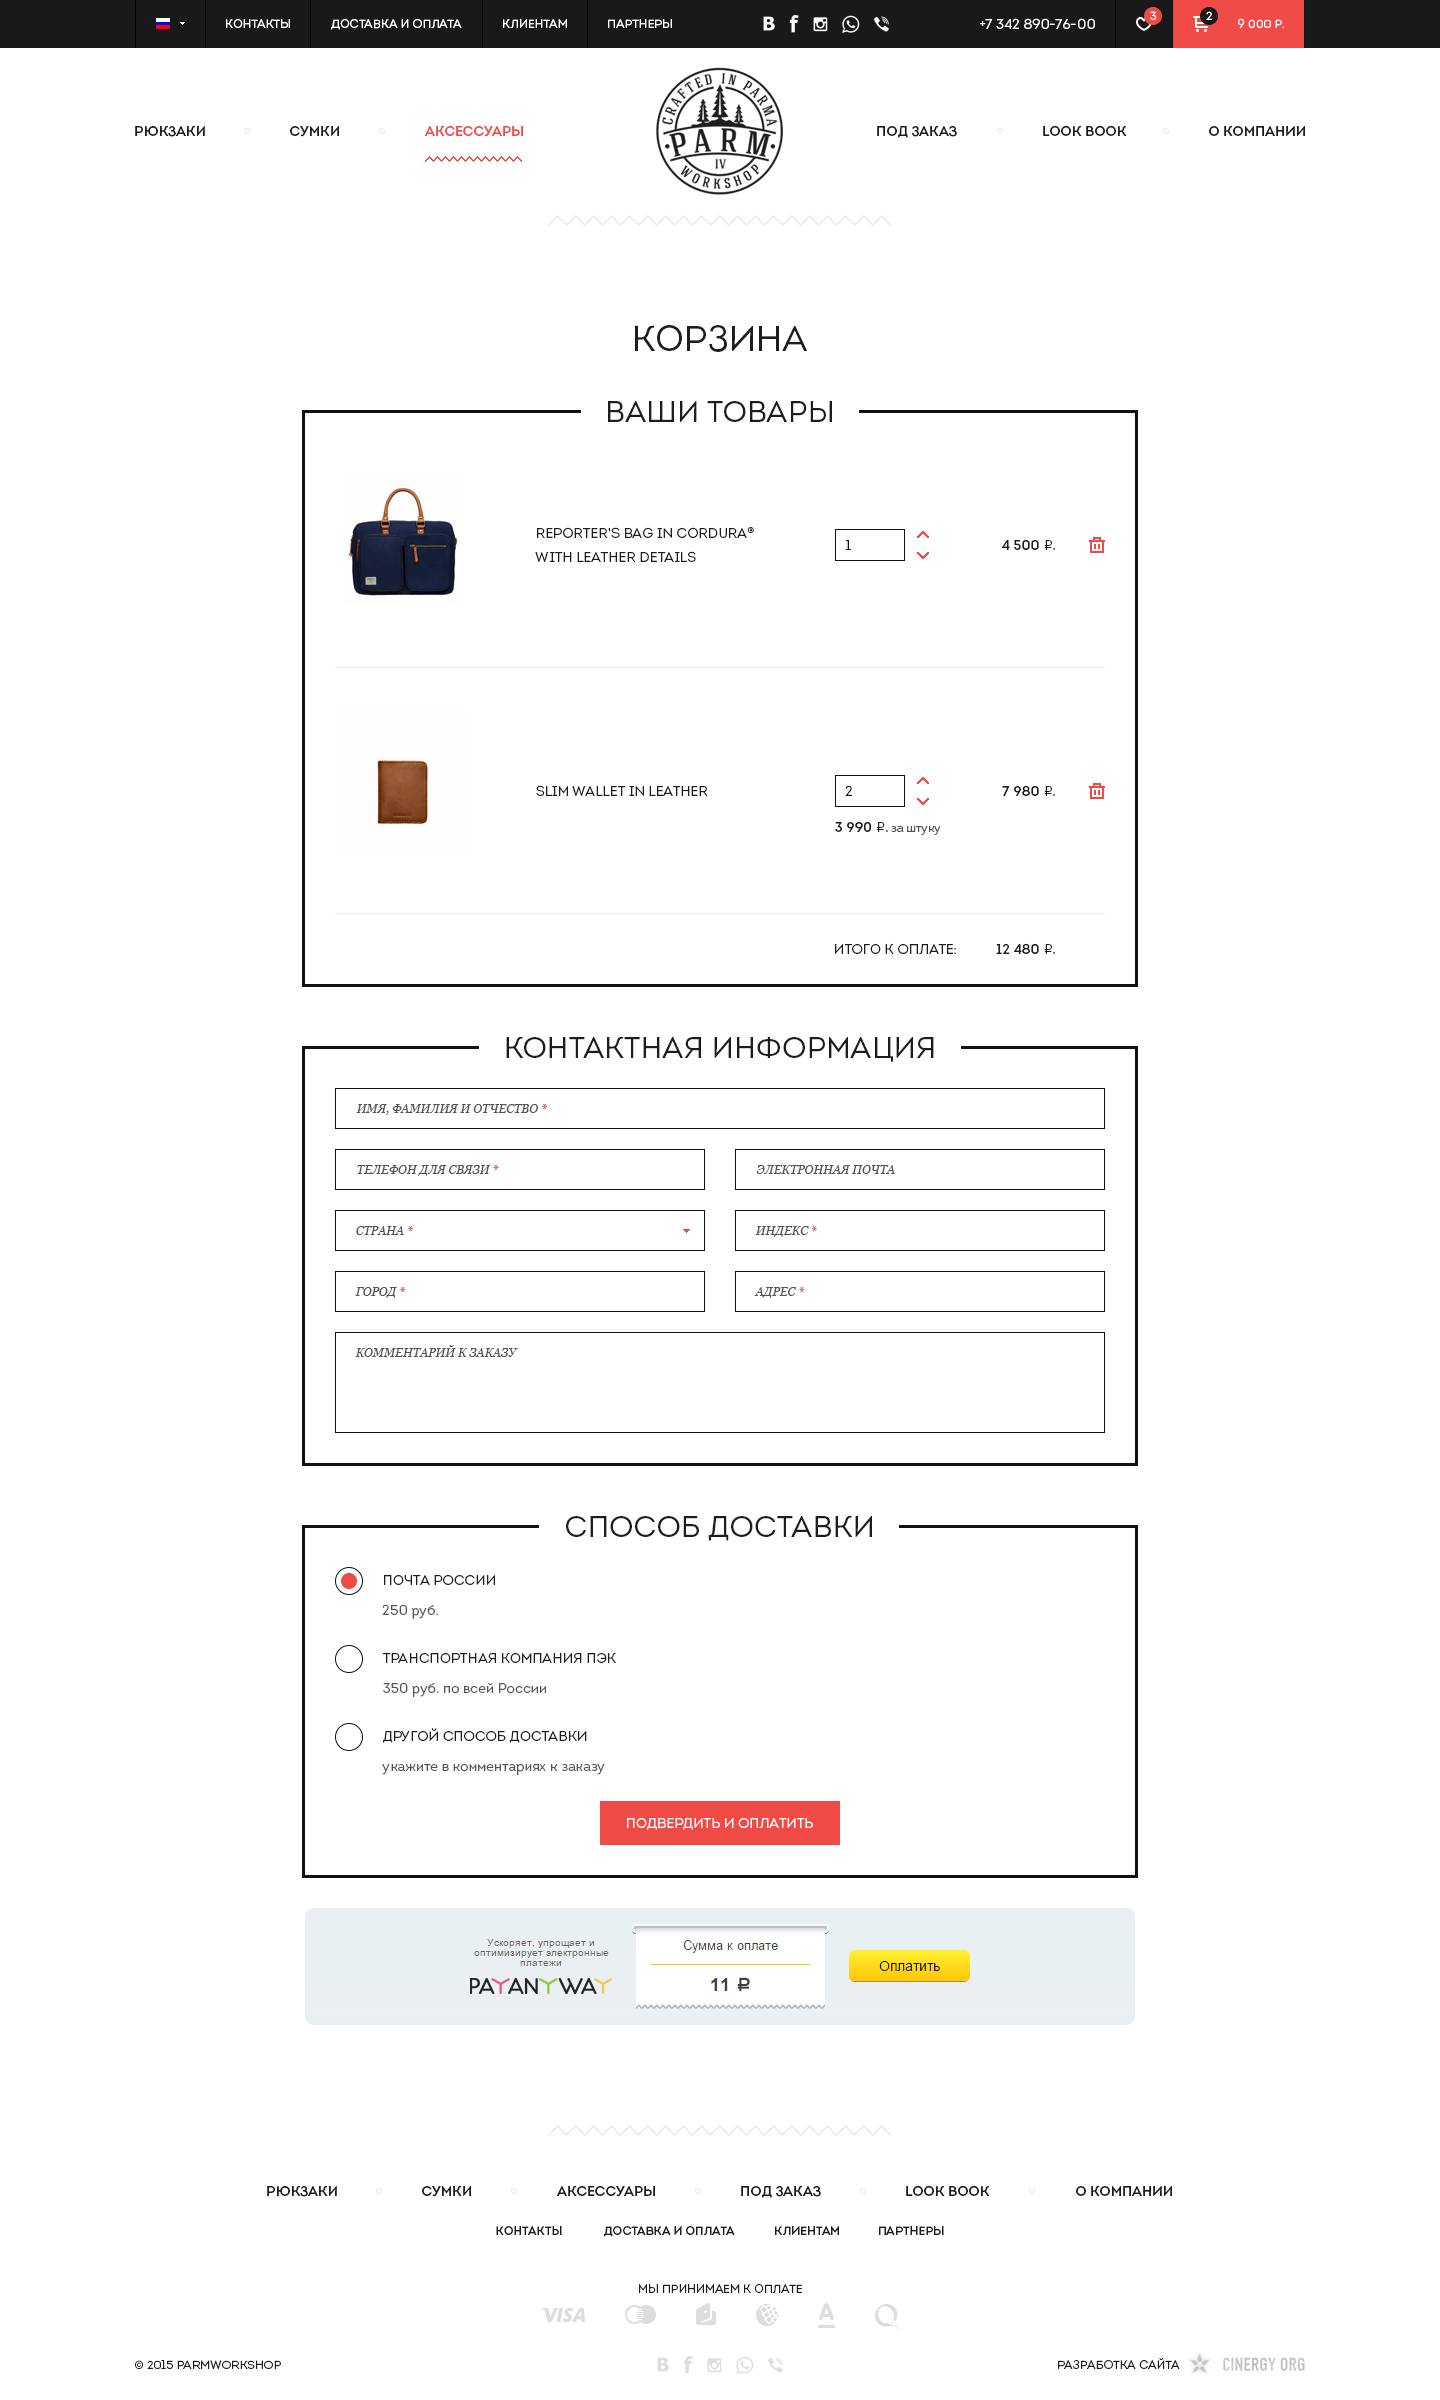 КОНТАКТЫ
ДОСТАВКА И ОПЛАТА
КЛИЕНТАМ
ПАРТНЕРЫ
+7 342 890-76-00
3
2
9 000 Р.
РЮКЗАКИ
СУМКИ
АКСЕССУАРЫ
CRAFTED IN PARMA
PARM
IV
WORKSHOP
ПОД ЗАКАЗ
LOOK BOOK
О КОМПАНИИ
КОРЗИНА
ВАШИ ТОВАРЫ
REPORTER'S BAG IN CORDURA®
WITH LEATHER DETAILS
1
4 500 ₽.
SLIM WALLET IN LEATHER
2
7 980 ₽.
3 990 ₽. за штуку
ИТОГО К ОПЛАТЕ:
12 480 ₽.
КОНТАКТНАЯ ИНФОРМАЦИЯ
ИМЯ, ФАМИЛИЯ И ОТЧЕСТВО *
ТЕЛЕФОН ДЛЯ СВЯЗИ *
ЭЛЕКТРОННАЯ ПОЧТА
СТРАНА *
ИНДЕКС *
ГОРОД *
АДРЕС *
КОММЕНТАРИЙ К ЗАКАЗУ
СПОСОБ ДОСТАВКИ
ПОЧТА РОССИИ
250 руб.
ТРАНСПОРТНАЯ КОМПАНИЯ ПЭК
350 руб. по всей России
ДРУГОЙ СПОСОБ ДОСТАВКИ
укажите в комментариях к заказу
ПОДВЕРДИТЬ И ОПЛАТИТЬ
Ускоряет, упрощает и
оптимизирует электронные
платежи
PAYANYWAY
Сумма к оплате
11 ₽
Оплатить
РЮКЗАКИ
СУМКИ
АКСЕССУАРЫ
ПОД ЗАКАЗ
LOOK BOOK
О КОМПАНИИ
КОНТАКТЫ
ДОСТАВКА И ОПЛАТА
КЛИЕНТАМ
ПАРТНЕРЫ
МЫ ПРИНИМАЕМ К ОПЛАТЕ
VISA
© 2015 PARMWORKSHOP
РАЗРАБОТКА САЙТА
CINERGY ORG